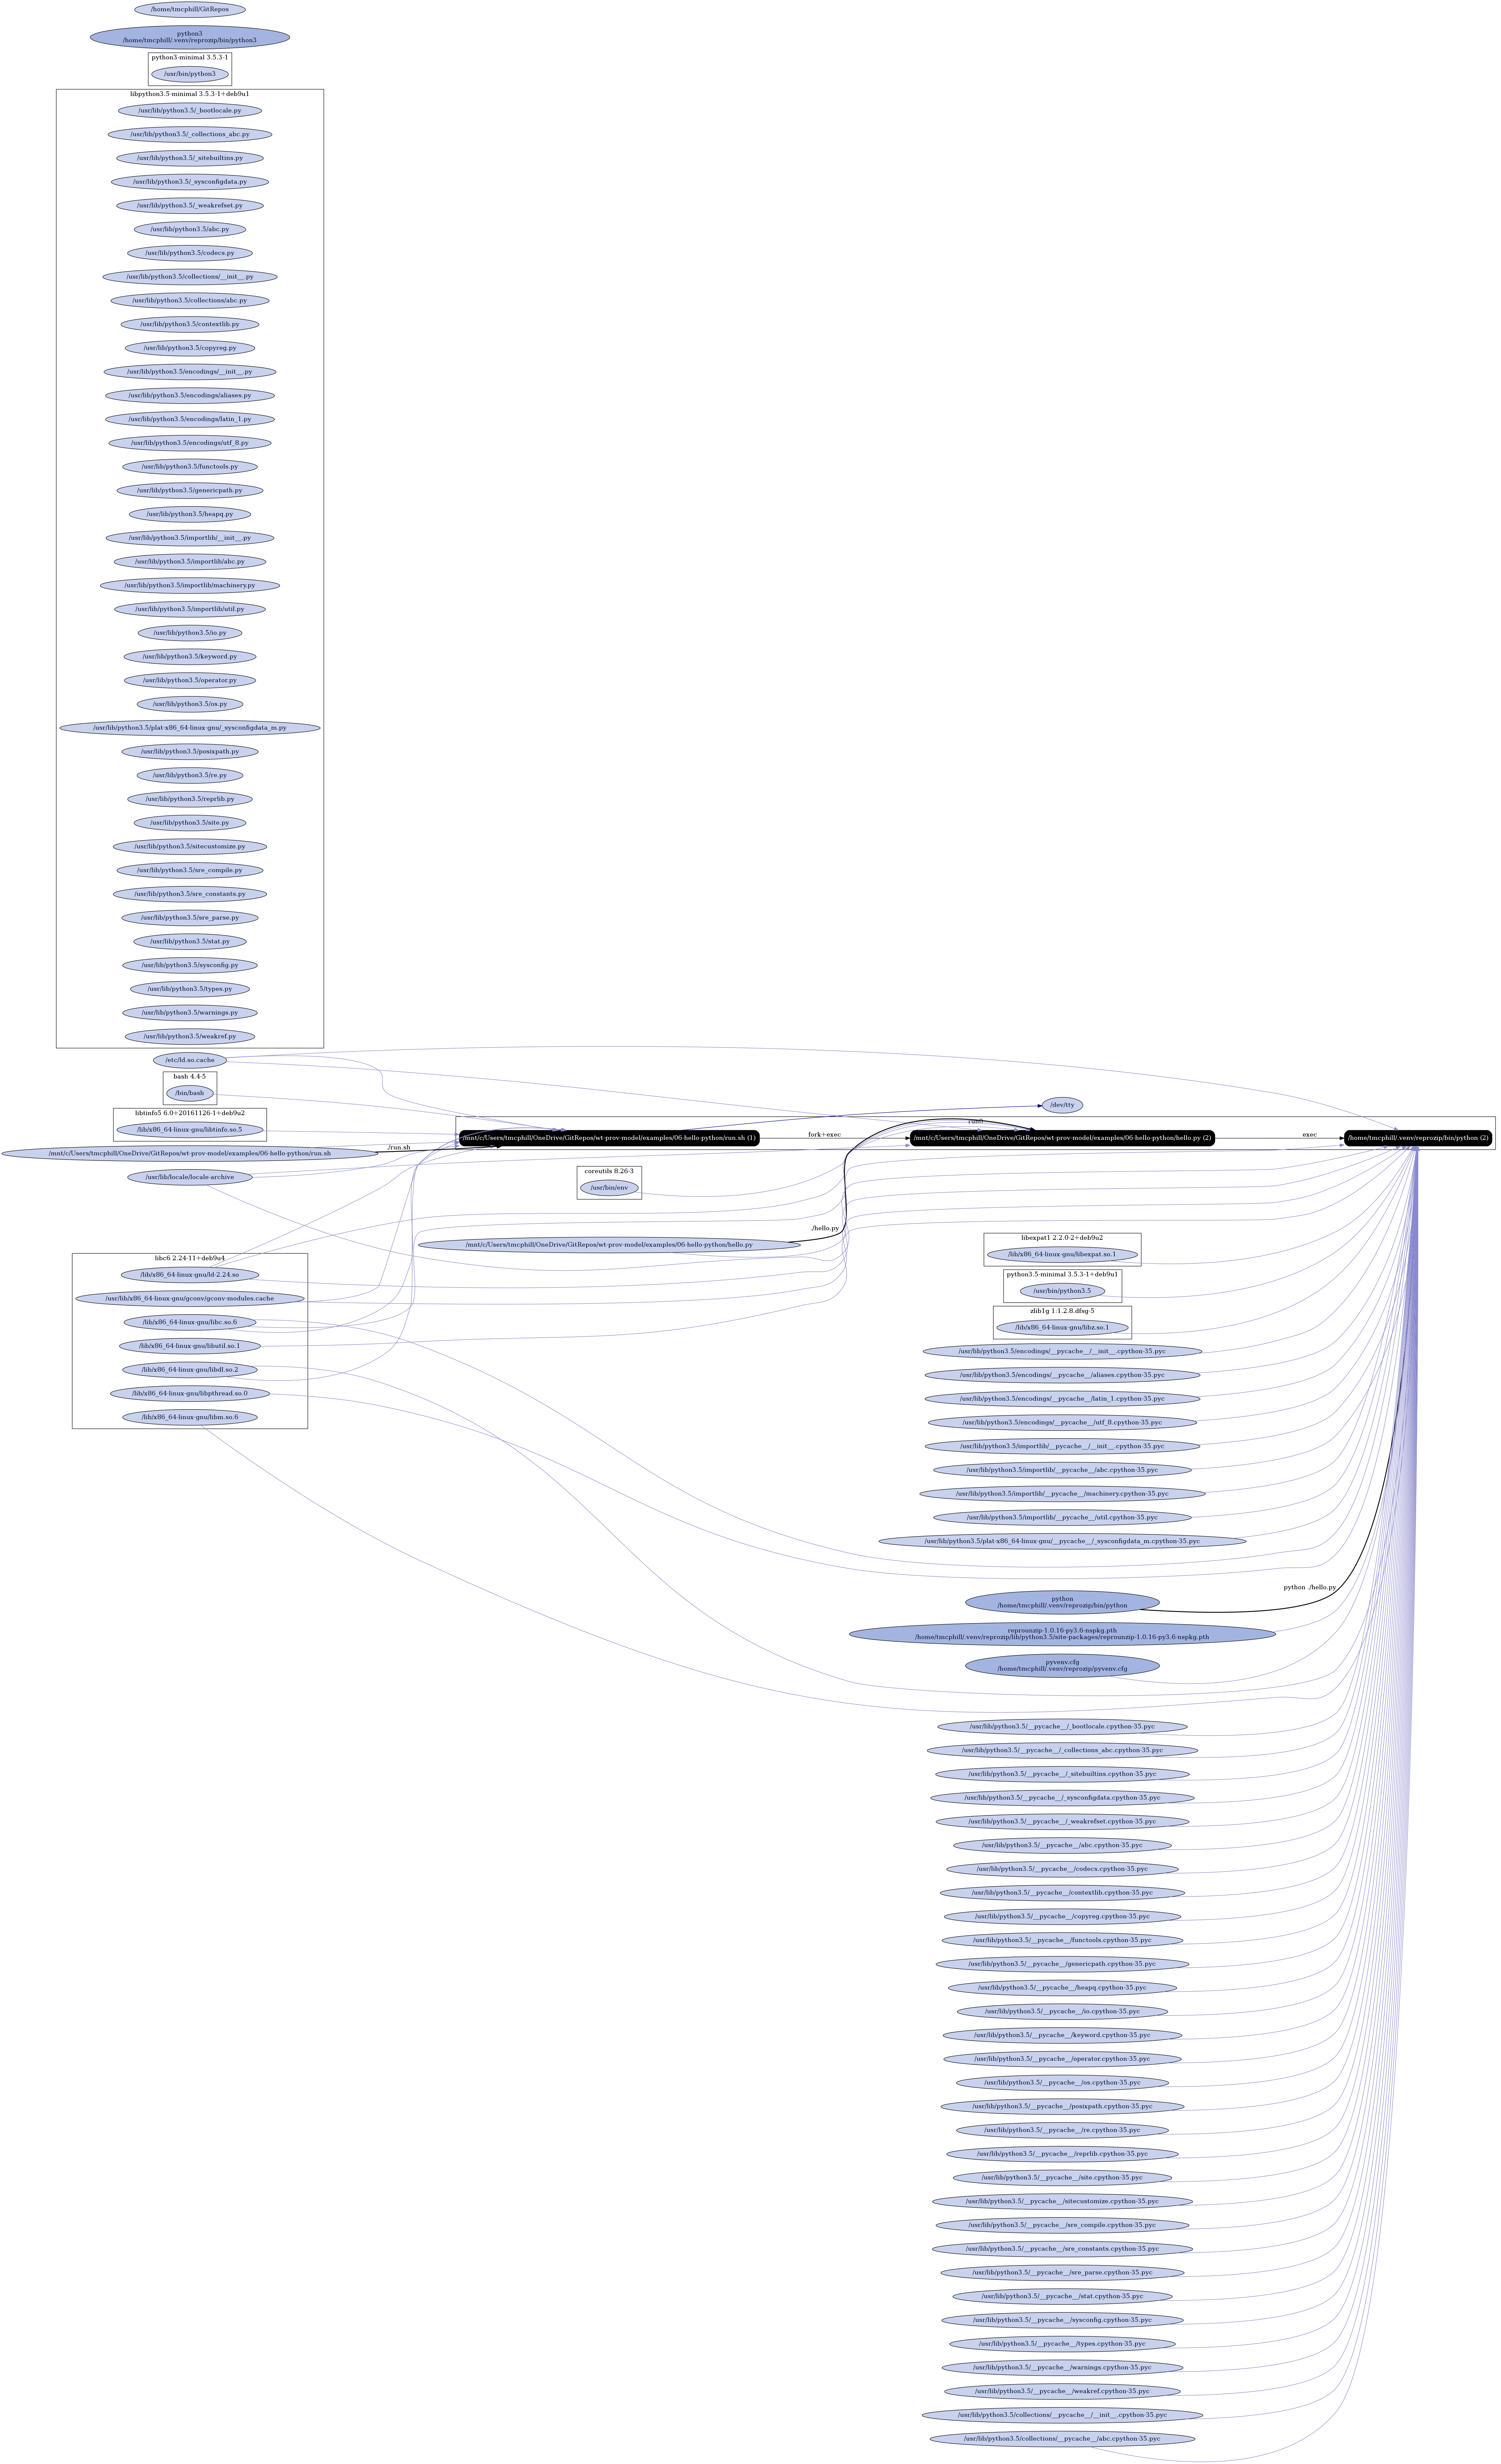 /home/tmcphill/GitRepos
python3
/home/tmcphill/.venv/reprozip/bin/python3
python3-minimal 3.5.3-1
/usr/bin/python3
libpython3.5-minimal 3.5.3-1+deb9u1
/usr/lib/python3.5/_bootlocale.py
/usr/lib/python3.5/_collections_abc.py
/usr/lib/python3.5/_sitebuiltins.py
/usr/lib/python3.5/_sysconfigdata.py
/usr/lib/python3.5/_weakrefset.py
/usr/lib/python3.5/abc.py
/usr/lib/python3.5/codecs.py
/usr/lib/python3.5/collections/__init__.py
/usr/lib/python3.5/collections/abc.py
/usr/lib/python3.5/contextlib.py
/usr/lib/python3.5/copyreg.py
/usr/lib/python3.5/encodings/__init__.py
/usr/lib/python3.5/encodings/aliases.py
/usr/lib/python3.5/encodings/latin_1.py
/usr/lib/python3.5/encodings/utf_8.py
/usr/lib/python3.5/functools.py
/usr/lib/python3.5/genericpath.py
/usr/lib/python3.5/heapq.py
/usr/lib/python3.5/importlib/__init__.py
/usr/lib/python3.5/importlib/abc.py
/usr/lib/python3.5/importlib/machinery.py
/usr/lib/python3.5/importlib/util.py
/usr/lib/python3.5/io.py
/usr/lib/python3.5/keyword.py
/usr/lib/python3.5/operator.py
/usr/lib/python3.5/os.py
/usr/lib/python3.5/plat-x86_64-linux-gnu/_sysconfigdata_m.py
/usr/lib/python3.5/posixpath.py
/usr/lib/python3.5/re.py
/usr/lib/python3.5/reprlib.py
/usr/lib/python3.5/site.py
/usr/lib/python3.5/sitecustomize.py
/usr/lib/python3.5/sre_compile.py
/usr/lib/python3.5/sre_constants.py
/usr/lib/python3.5/sre_parse.py
/usr/lib/python3.5/stat.py
/usr/lib/python3.5/sysconfig.py
/usr/lib/python3.5/types.py
/usr/lib/python3.5/warnings.py
/usr/lib/python3.5/weakref.py
/etc/ld.so.cache
bash 4.4-5
/bin/bash
libtinfo5 6.0+20161126-1+deb9u2
/lib/x86_64-linux-gnu/libtinfo.so.5
/mnt/c/Users/tmcphill/OneDrive/GitRepos/wt-prov-model/examples/06-hello-python/run.sh
./run.sh
/usr/lib/locale/locale-archive
/dev/tty
run0
/mnt/c/Users/tmcphill/OneDrive/GitRepos/wt-prov-model/examples/06-hello-python/run.sh (1)
fork+exec
/mnt/c/Users/tmcphill/OneDrive/GitRepos/wt-prov-model/examples/06-hello-python/hello.py (2)
exec
/home/tmcphill/.venv/reprozip/bin/python (2)
coreutils 8.26-3
/usr/bin/env
./hello.py
/mnt/c/Users/tmcphill/OneDrive/GitRepos/wt-prov-model/examples/06-hello-python/hello.py
libc6 2.24-11+deb9u4
/lib/x86_64-linux-gnu/ld-2.24.so
/usr/lib/x86_64-linux-gnu/gconv/gconv-modules.cache
/lib/x86_64-linux-gnu/libc.so.6
/lib/x86_64-linux-gnu/libutil.so.1
/lib/x86_64-linux-gnu/libdl.so.2
/lib/x86_64-linux-gnu/libpthread.so.0
/lib/x86_64-linux-gnu/libm.so.6
libexpat1 2.2.0-2+deb9u2
/lib/x86_64-linux-gnu/libexpat.so.1
python3.5-minimal 3.5.3-1+deb9u1
/usr/bin/python3.5
zlib1g 1:1.2.8.dfsg-5
/lib/x86_64-linux-gnu/libz.so.1
/usr/lib/python3.5/encodings/__pycache__/__init__.cpython-35.pyc
/usr/lib/python3.5/encodings/__pycache__/aliases.cpython-35.pyc
/usr/lib/python3.5/encodings/__pycache__/latin_1.cpython-35.pyc
/usr/lib/python3.5/encodings/__pycache__/utf_8.cpython-35.pyc
/usr/lib/python3.5/importlib/__pycache__/__init__.cpython-35.pyc
/usr/lib/python3.5/importlib/__pycache__/abc.cpython-35.pyc
/usr/lib/python3.5/importlib/__pycache__/machinery.cpython-35.pyc
/usr/lib/python3.5/importlib/__pycache__/util.cpython-35.pyc
/usr/lib/python3.5/plat-x86_64-linux-gnu/__pycache__/_sysconfigdata_m.cpython-35.pyc
python ./hello.py
python
/home/tmcphill/.venv/reprozip/bin/python
reprounzip-1.0.16-py3.6-nspkg.pth
/home/tmcphill/.venv/reprozip/lib/python3.5/site-packages/reprounzip-1.0.16-py3.6-nspkg.pth
pyvenv.cfg
/home/tmcphill/.venv/reprozip/pyvenv.cfg
/usr/lib/python3.5/__pycache__/_bootlocale.cpython-35.pyc
/usr/lib/python3.5/__pycache__/_collections_abc.cpython-35.pyc
/usr/lib/python3.5/__pycache__/_sitebuiltins.cpython-35.pyc
/usr/lib/python3.5/__pycache__/_sysconfigdata.cpython-35.pyc
/usr/lib/python3.5/__pycache__/_weakrefset.cpython-35.pyc
/usr/lib/python3.5/__pycache__/abc.cpython-35.pyc
/usr/lib/python3.5/__pycache__/codecs.cpython-35.pyc
/usr/lib/python3.5/__pycache__/contextlib.cpython-35.pyc
/usr/lib/python3.5/__pycache__/copyreg.cpython-35.pyc
/usr/lib/python3.5/__pycache__/functools.cpython-35.pyc
/usr/lib/python3.5/__pycache__/genericpath.cpython-35.pyc
/usr/lib/python3.5/__pycache__/heapq.cpython-35.pyc
/usr/lib/python3.5/__pycache__/io.cpython-35.pyc
/usr/lib/python3.5/__pycache__/keyword.cpython-35.pyc
/usr/lib/python3.5/__pycache__/operator.cpython-35.pyc
/usr/lib/python3.5/__pycache__/os.cpython-35.pyc
/usr/lib/python3.5/__pycache__/posixpath.cpython-35.pyc
/usr/lib/python3.5/__pycache__/re.cpython-35.pyc
/usr/lib/python3.5/__pycache__/reprlib.cpython-35.pyc
/usr/lib/python3.5/__pycache__/site.cpython-35.pyc
/usr/lib/python3.5/__pycache__/sitecustomize.cpython-35.pyc
/usr/lib/python3.5/__pycache__/sre_compile.cpython-35.pyc
/usr/lib/python3.5/__pycache__/sre_constants.cpython-35.pyc
/usr/lib/python3.5/__pycache__/sre_parse.cpython-35.pyc
/usr/lib/python3.5/__pycache__/stat.cpython-35.pyc
/usr/lib/python3.5/__pycache__/sysconfig.cpython-35.pyc
/usr/lib/python3.5/__pycache__/types.cpython-35.pyc
/usr/lib/python3.5/__pycache__/warnings.cpython-35.pyc
/usr/lib/python3.5/__pycache__/weakref.cpython-35.pyc
/usr/lib/python3.5/collections/__pycache__/__init__.cpython-35.pyc
/usr/lib/python3.5/collections/__pycache__/abc.cpython-35.pyc